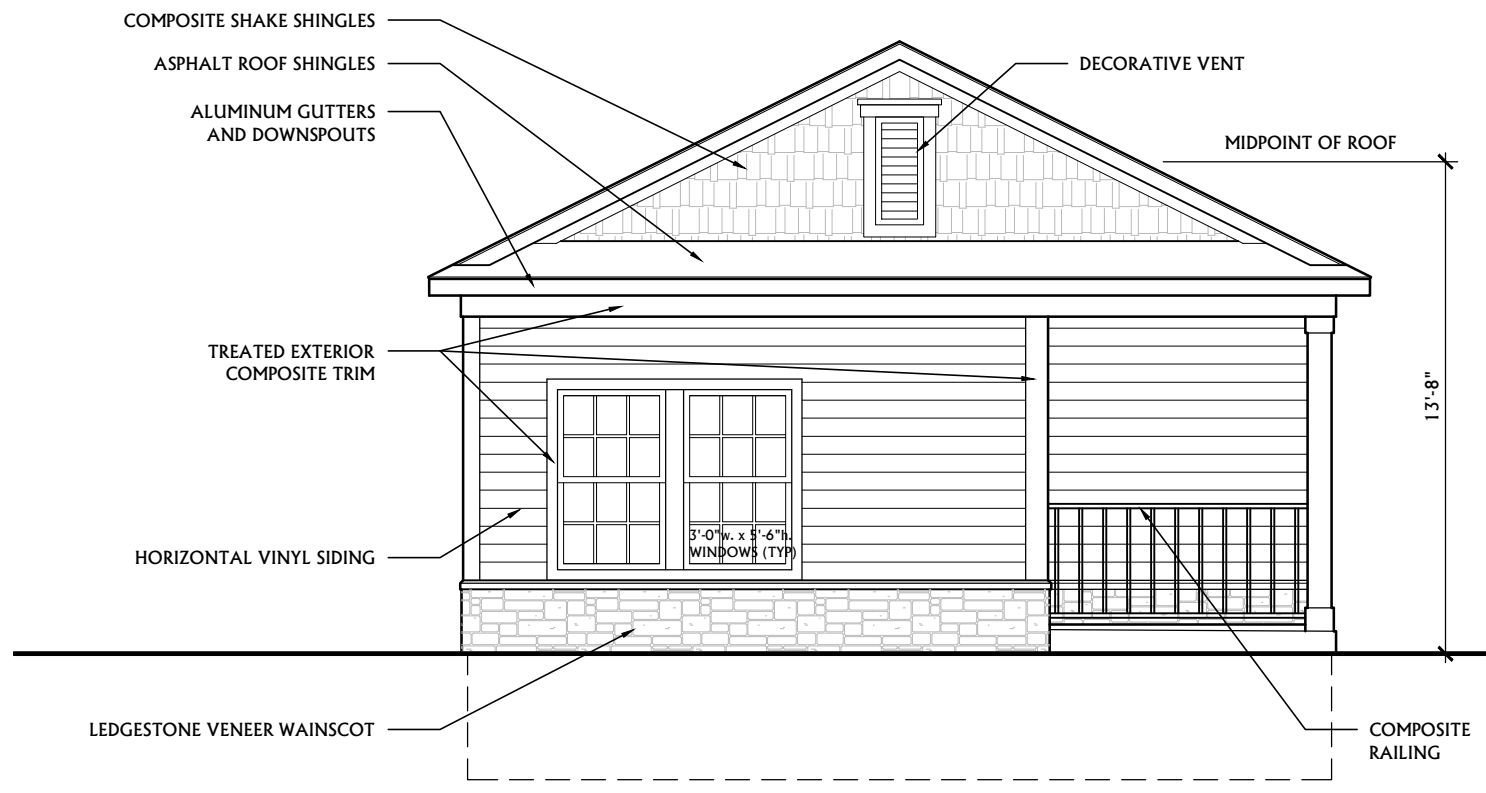 COMPOSITE SHAKE SHINGLES
ASPHALT ROOF SHINGLES
DECORATIVE VENT
ALUMINUM GUTTERS
AND DOWNSPOUTS
MIDPOINT OF ROOF
TREATED EXTERIOR
COMPOSITE TRIM
13'-8"
3'-0"w. x 5'-6"h.
WINDOWS (TYP)
HORIZONTAL VINYL SIDING
LEDGESTONE VENEER WAINSCOT
COMPOSITE
RAILING